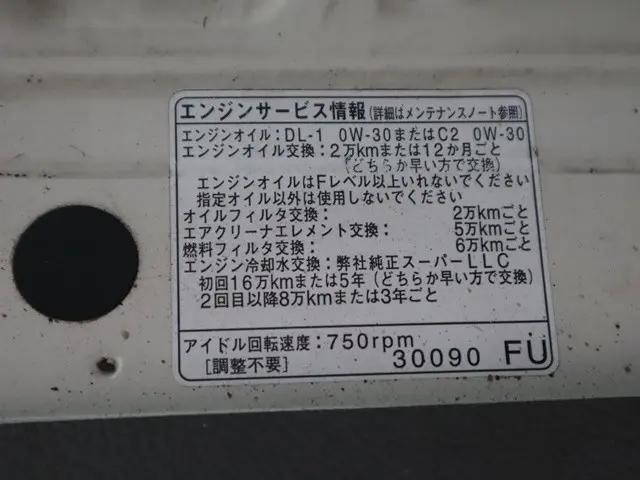 エンジンサービス情報(詳細はメンテナンスノート参照)
エンジンオイル:DL-1 0W-30またはC2 0W-30
エンジンオイル交換:2万kmまたは12か月ごと
(どちらか早い方で交換)
エンジンオイルはFレベル以上いれないでください
指定オイル以外は使用しないでください
オイルフィルタ交換: 2万kmごと
エアクリーナエレメント交換: 5万kmごと
燃料フィルタ交換: 6万kmごと
エンジン冷却水交換:弊社純正スーパーLLC
初回16万kmまたは5年(どちらか早い方で交換)
2回目以降8万kmまたは3年ごと
アイドル回転速度:750rpm
[調整不要] 30090 FU